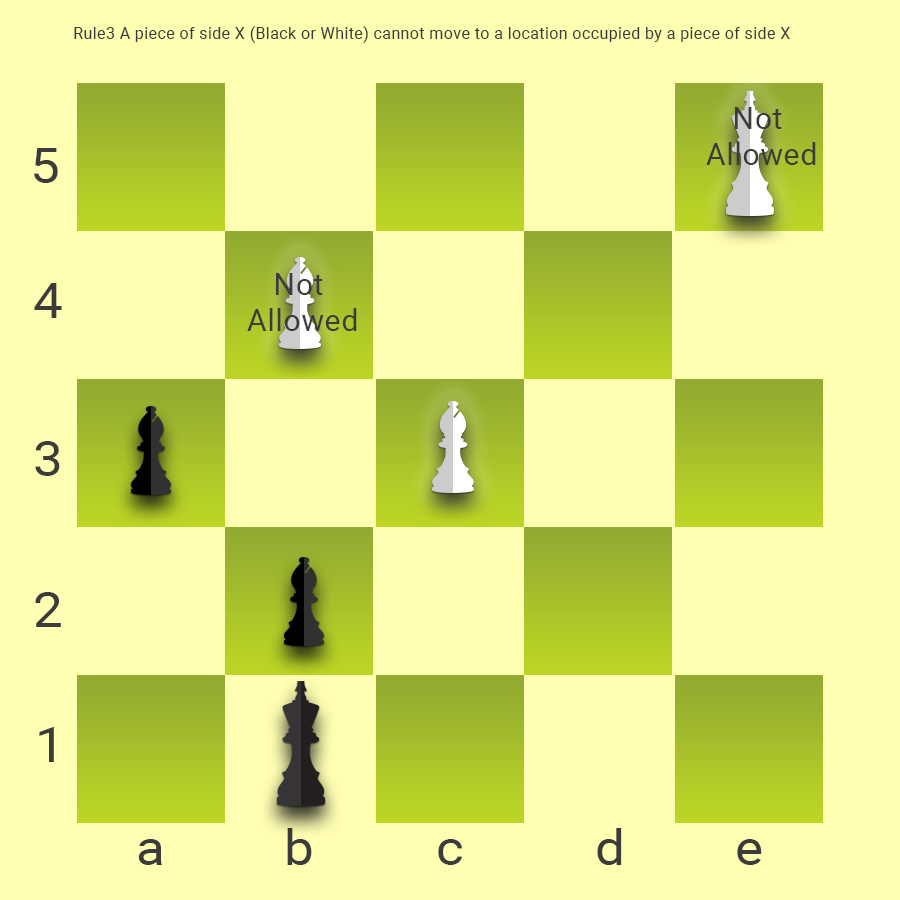 Rule3 A piece of side X (Black or White) cannot move to a location occupied by a piece of side X
5
Not
Allowed
4
Not
Allowed
3
2
1
a b c d e